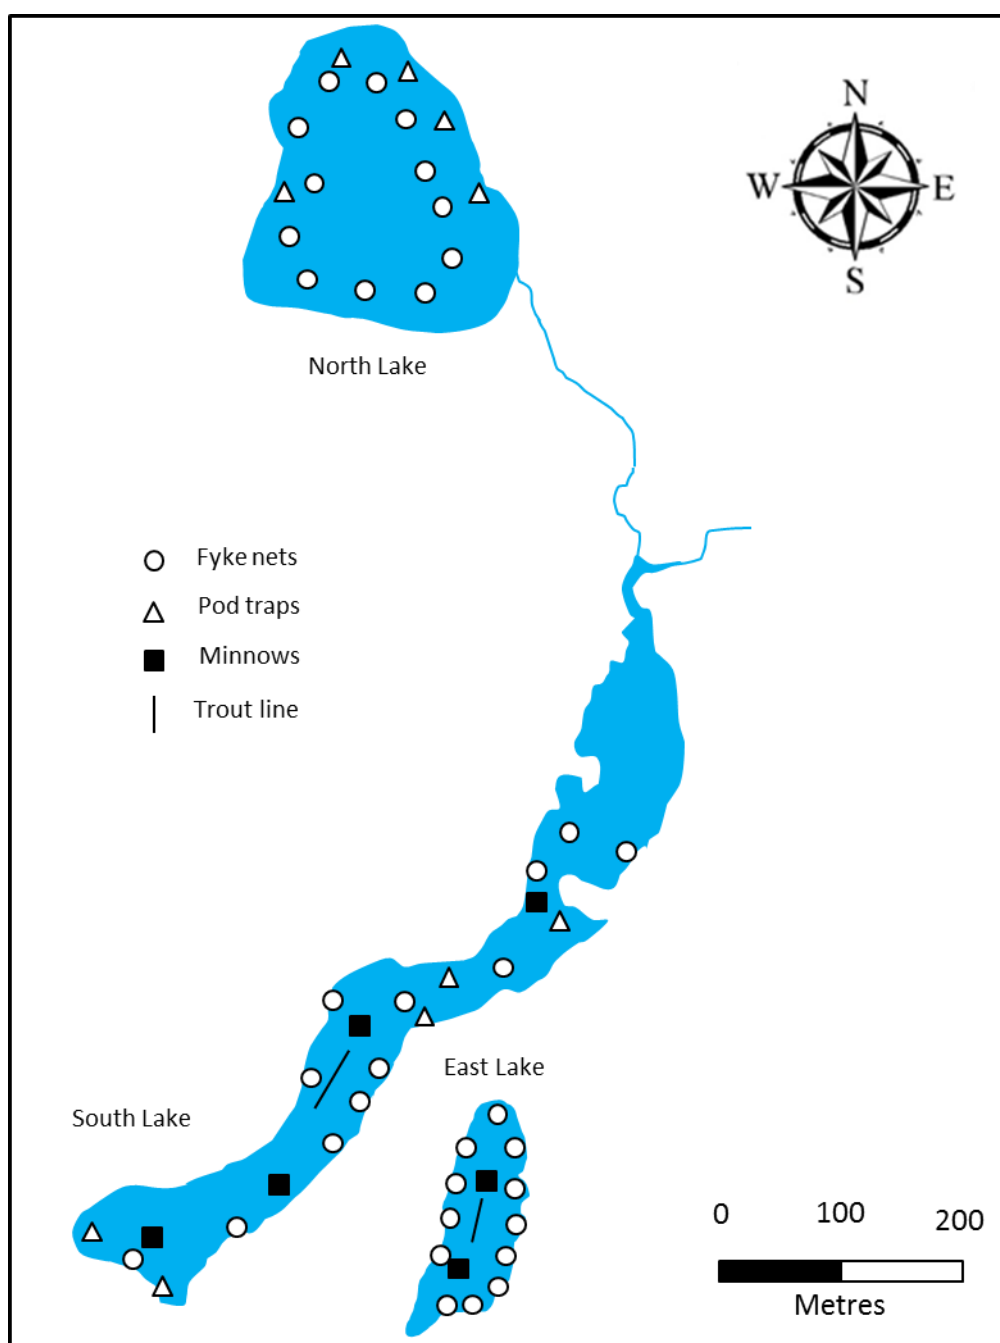 N
W E
S
North Lake
Fyke nets
Pod traps
Minnows
Trout line
East Lake
South Lake
0 100 200
Metres